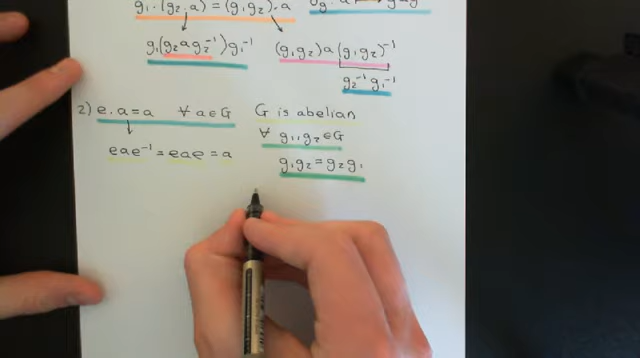 g₁·(g₂·a) = (g₁g₂)·a
g₁(g₂ag₂⁻¹)g₁⁻¹ (g₁g₂)a(g₁g₂)⁻¹
g₂⁻¹g₁⁻¹
2) e.a=a ∀a∈G G is abelian
∀ g₁,g₂∈G
eae⁻¹=eae=a g₁g₂=g₂g₁